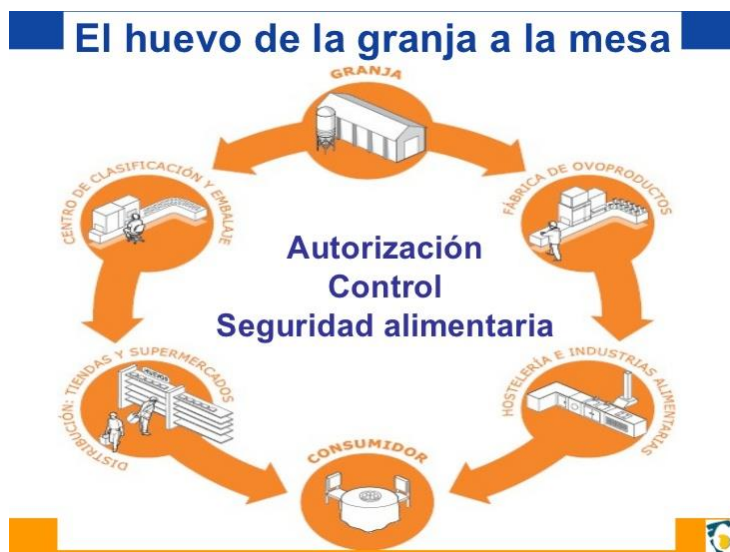 El huevo de la granja a la mesa
GRANJA
CENTRO DE CLASIFICACIÓN Y EMBALAJE
FÁBRICA DE OVOPRODUCTOS
Autorización
Control
Seguridad alimentaria
DISTRIBUCIÓN: TIENDAS Y SUPERMERCADOS
HUEVOS
HOSTELERÍA E INDUSTRIAS ALIMENTARIAS
CONSUMIDOR